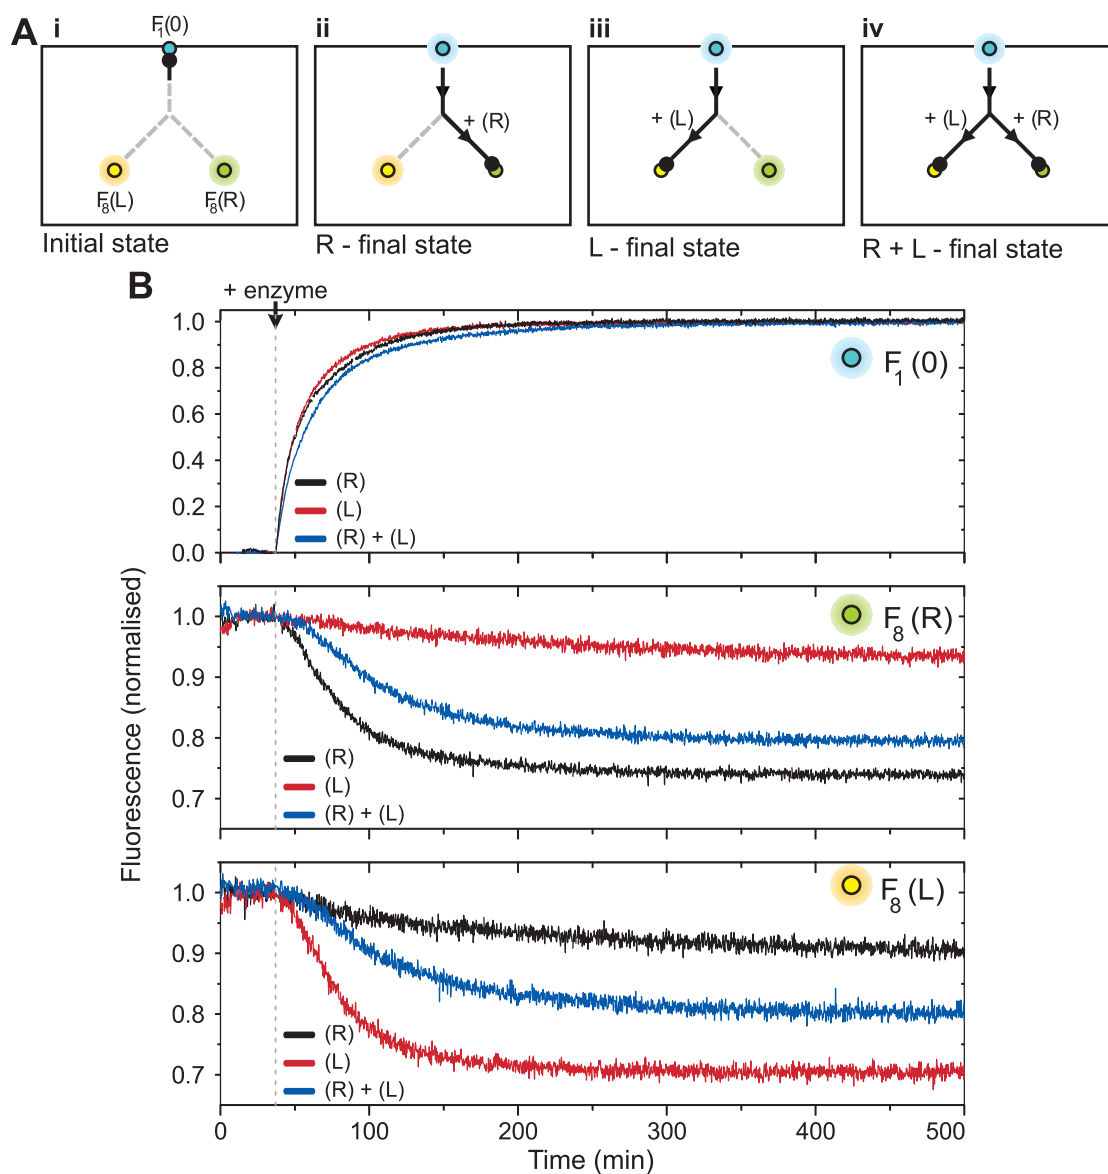 A
i
F1(0)
F8(L)
F8(R)
Initial state
ii
+ (R)
R - final state
iii
+ (L)
L - final state
iv
+ (L)
+ (R)
R + L - final state
B
+ enzyme
1.0
0.8
0.6
0.4
0.2
0.0
F1 (0)
(R)
(L)
(R) + (L)
1.0
0.9
0.8
0.7
F8 (R)
(R)
(L)
(R) + (L)
Fluorescence (normalised)
1.0
0.9
0.8
0.7
F8 (L)
(R)
(L)
(R) + (L)
0 100 200 300 400 500
Time (min)